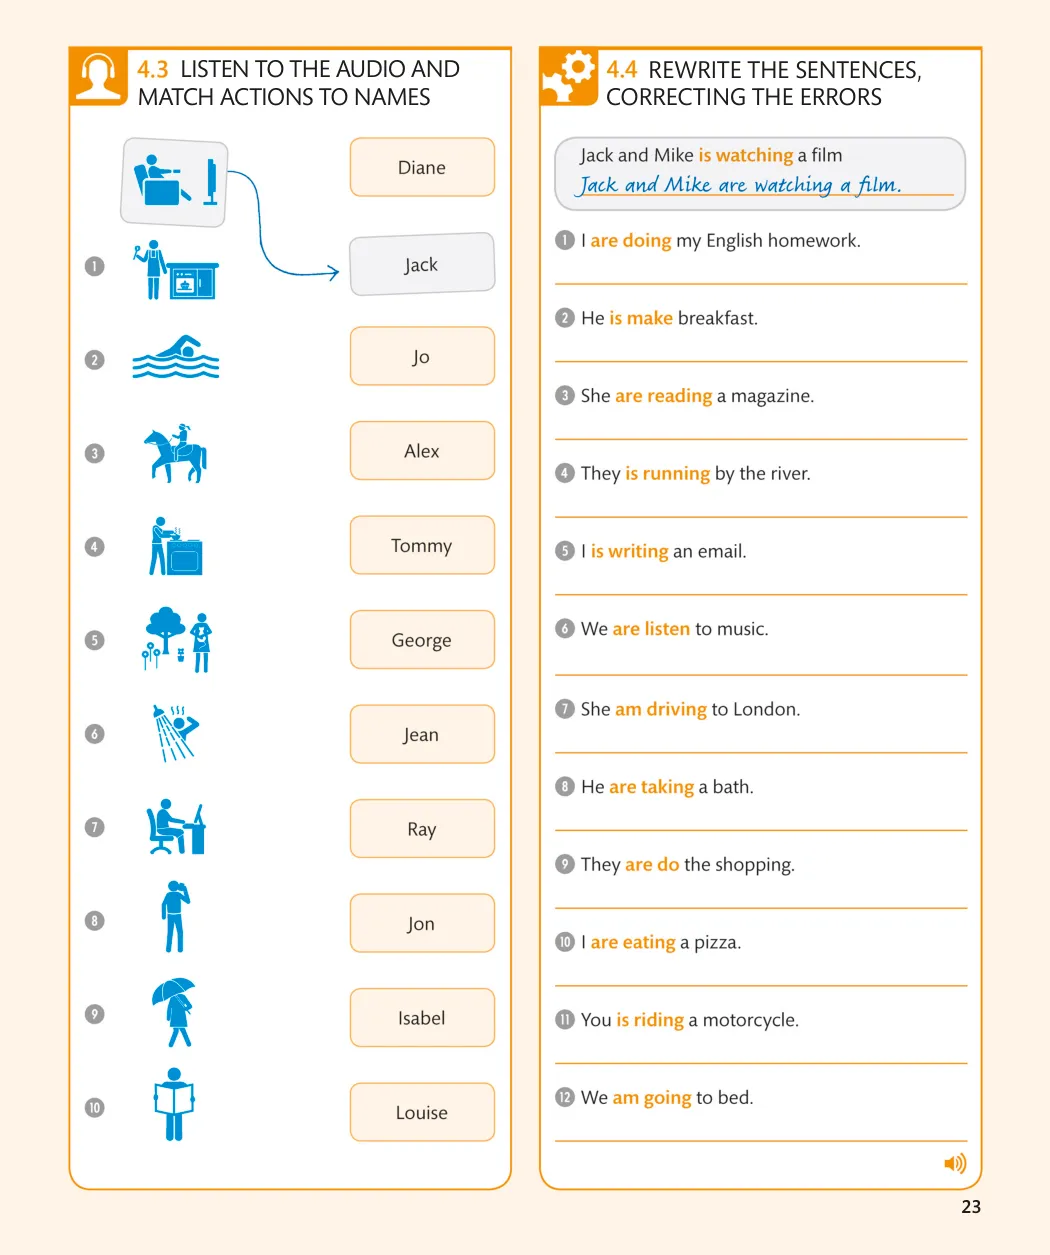 4.3 LISTEN TO THE AUDIO AND
MATCH ACTIONS TO NAMES
Diane
1
Jack
2
Jo
3
Alex
4
Tommy
5
George
6
Jean
7
Ray
8
Jon
9
Isabel
10
Louise
4.4 REWRITE THE SENTENCES,
CORRECTING THE ERRORS
Jack and Mike is watching a film
Jack and Mike are watching a film.
1 I are doing my English homework.
2 He is make breakfast.
3 She are reading a magazine.
4 They is running by the river.
5 I is writing an email.
6 We are listen to music.
7 She am driving to London.
8 He are taking a bath.
9 They are do the shopping.
10 I are eating a pizza.
11 You is riding a motorcycle.
12 We am going to bed.
23